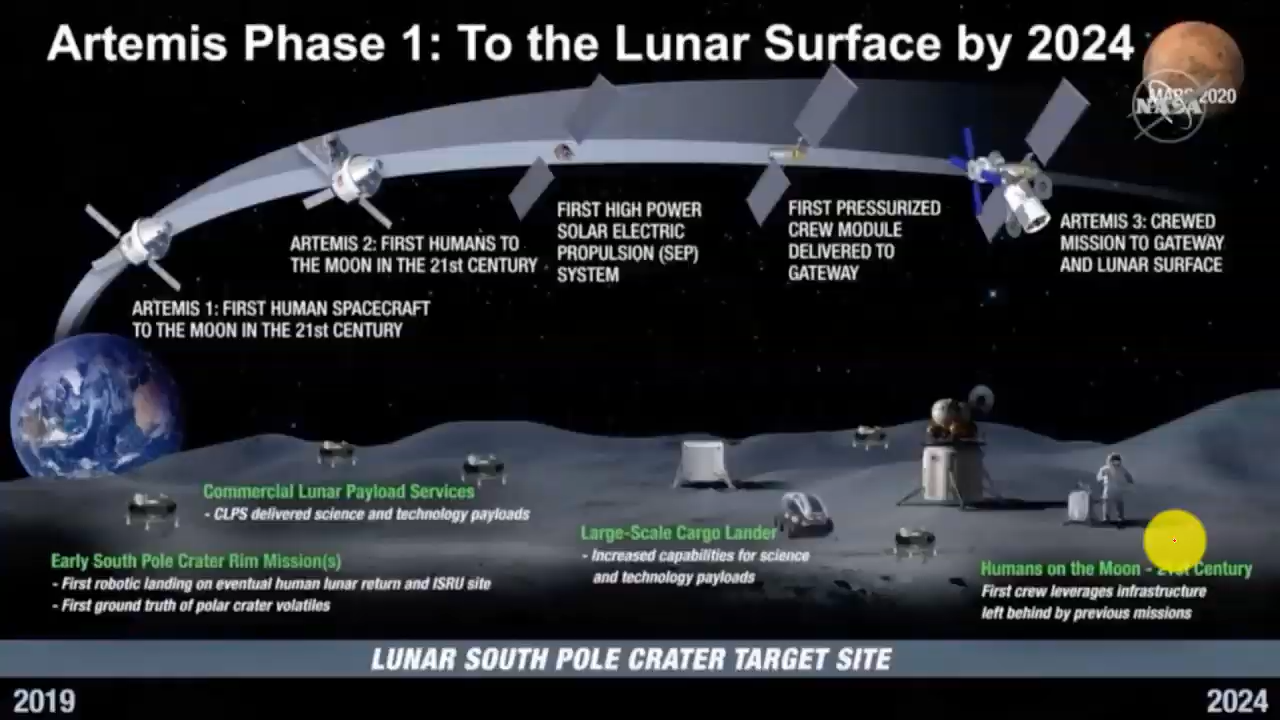 Artemis Phase 1: To the Lunar Surface by 2024
MARS 2020
NASA
FIRST HIGH POWER
SOLAR ELECTRIC
PROPULSION (SEP)
SYSTEM
FIRST PRESSURIZED
CREW MODULE
DELIVERED TO
GATEWAY
ARTEMIS 3: CREWED
MISSION TO GATEWAY
AND LUNAR SURFACE
ARTEMIS 2: FIRST HUMANS TO
THE MOON IN THE 21st CENTURY
ARTEMIS 1: FIRST HUMAN SPACECRAFT
TO THE MOON IN THE 21st CENTURY
Commercial Lunar Payload Services
- CLPS delivered science and technology payloads
Early South Pole Crater Rim Mission(s)
- First robotic landing on eventual human lunar return and ISRU site
- First ground truth of polar crater volatiles
Large-Scale Cargo Lander
- Increased capabilities for science
and technology payloads
Humans on the Moon - 21st Century
First crew leverages infrastructure
left behind by previous missions
LUNAR SOUTH POLE CRATER TARGET SITE
2019
2024